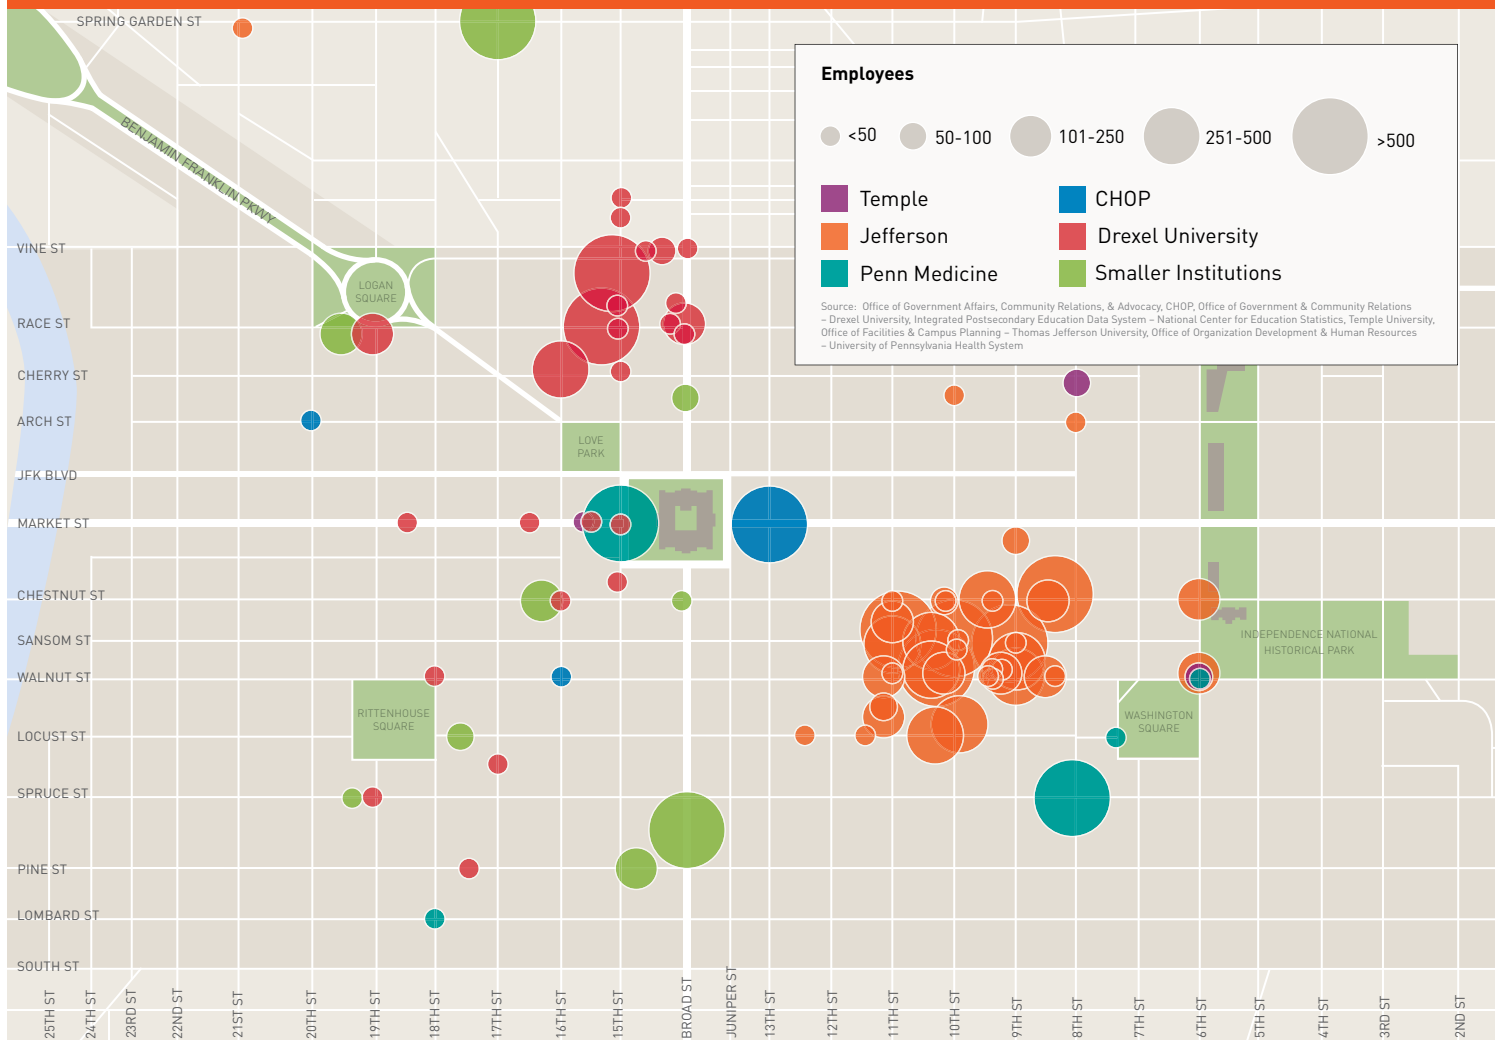 SPRING GARDEN ST
BENJAMIN FRANKLIN PKWY
Employees
<50
50-100
101-250
251-500
>500
Temple
CHOP
Jefferson
Drexel University
Penn Medicine
Smaller Institutions
Source: Office of Government Affairs, Community Relations, & Advocacy, CHOP, Office of Government & Community Relations
– Drexel University, Integrated Postsecondary Education Data System – National Center for Education Statistics, Temple University,
Office of Facilities & Campus Planning – Thomas Jefferson University, Office of Organization Development & Human Resources
– University of Pennsylvania Health System
VINE ST
LOGAN
SQUARE
RACE ST
CHERRY ST
ARCH ST
LOVE
PARK
JFK BLVD
MARKET ST
CHESTNUT ST
SANSOM ST
INDEPENDENCE NATIONAL
HISTORICAL PARK
WALNUT ST
RITTENHOUSE
SQUARE
WASHINGTON
SQUARE
LOCUST ST
SPRUCE ST
PINE ST
LOMBARD ST
SOUTH ST
25TH ST
24TH ST
23RD ST
22ND ST
21ST ST
20TH ST
19TH ST
18TH ST
17TH ST
16TH ST
15TH ST
BROAD ST
JUNIPER ST
13TH ST
12TH ST
11TH ST
10TH ST
9TH ST
8TH ST
7TH ST
6TH ST
5TH ST
4TH ST
3RD ST
2ND ST